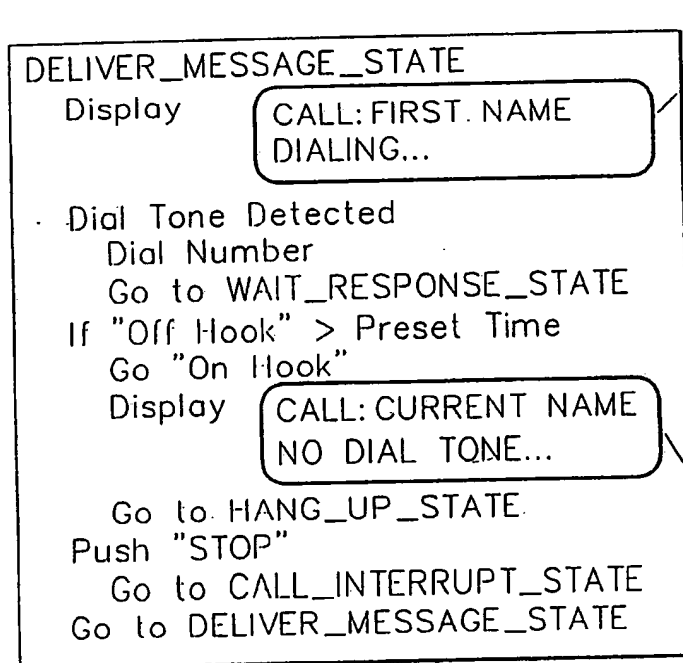 DELIVER_MESSAGE_STATE
Display CALL: FIRST. NAME
DIALING...
Dial Tone Detected
Dial Number
Go to WAIT_RESPONSE_STATE
If "Off Hook" > Preset Time
Go "On Hook"
Display CALL: CURRENT NAME
NO DIAL TONE...
Go to HANG_UP_STATE
Push "STOP"
Go to CALL_INTERRUPT_STATE
Go to DELIVER_MESSAGE_STATE